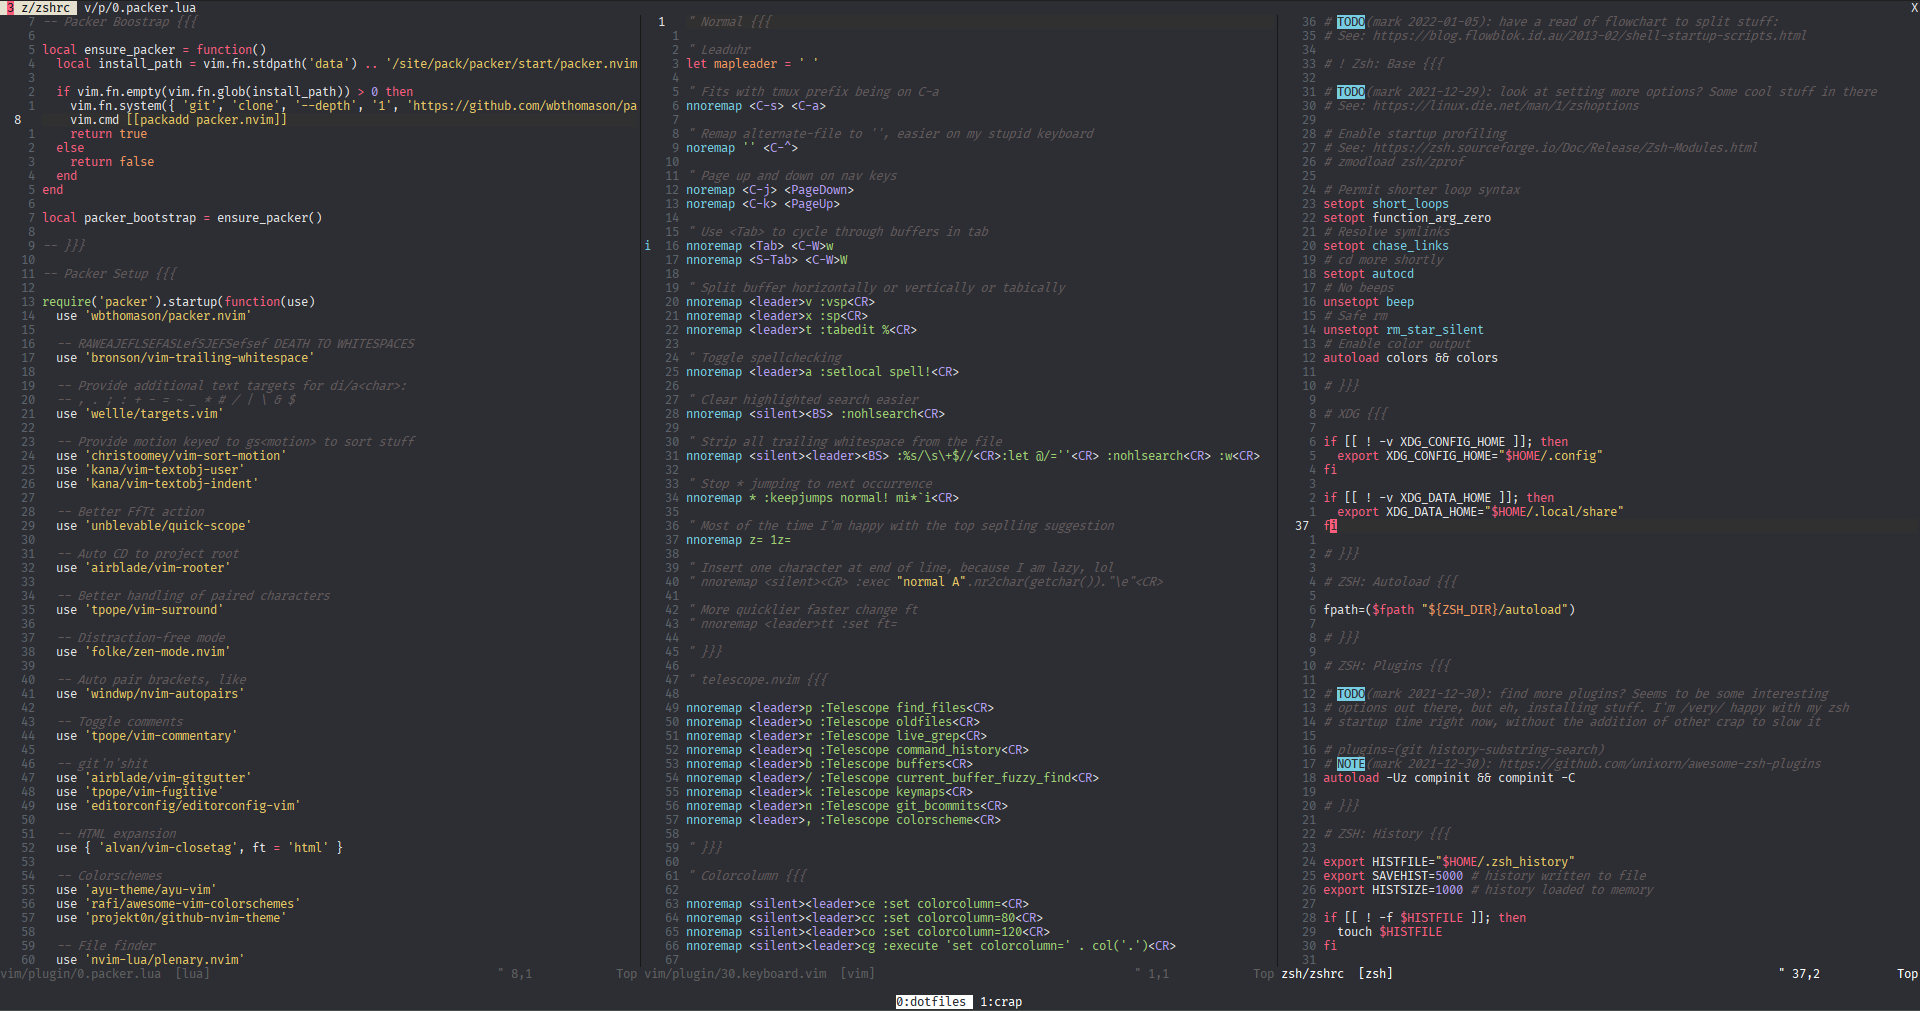 3 z/zshrc  v/p/0.packer.lua X
7 -- Packer Boostrap {{{
6
5 local ensure_packer = function()
4   local install_path = vim.fn.stdpath('data') .. '/site/pack/packer/start/packer.nvim
3
2   if vim.fn.empty(vim.fn.glob(install_path)) > 0 then
1     vim.fn.system({ 'git', 'clone', '--depth', '1', 'https://github.com/wbthomason/pa
8     vim.cmd [[packadd packer.nvim]]
1     return true
2   else
3     return false
4   end
5 end
6
7 local packer_bootstrap = ensure_packer()
8
9 -- }}}
10
11 -- Packer Setup {{{
12
13 require('packer').startup(function(use)
14   use 'wbthomason/packer.nvim'
15
16   -- RAWEAJEFLSEFASLefSJEFSefsef DEATH TO WHITESPACES
17   use 'bronson/vim-trailing-whitespace'
18
19   -- Provide additional text targets for di/a<char>:
20   -- , . ; : + - = ~ _ * # / | \ & $
21   use 'wellle/targets.vim'
22
23   -- Provide motion keyed to gs<motion> to sort stuff
24   use 'christoomey/vim-sort-motion'
25   use 'kana/vim-textobj-user'
26   use 'kana/vim-textobj-indent'
27
28   -- Better FfTt action
29   use 'unblevable/quick-scope'
30
31   -- Auto CD to project root
32   use 'airblade/vim-rooter'
33
34   -- Better handling of paired characters
35   use 'tpope/vim-surround'
36
37   -- Distraction-free mode
38   use 'folke/zen-mode.nvim'
39
40   -- Auto pair brackets, like
41   use 'windwp/nvim-autopairs'
42
43   -- Toggle comments
44   use 'tpope/vim-commentary'
45
46   -- git'n'shit
47   use 'airblade/vim-gitgutter'
48   use 'tpope/vim-fugitive'
49   use 'editorconfig/editorconfig-vim'
50
51   -- HTML expansion
52   use { 'alvan/vim-closetag', ft = 'html' }
53
54   -- Colorschemes
55   use 'ayu-theme/ayu-vim'
56   use 'rafi/awesome-vim-colorschemes'
57   use 'projekt0n/github-nvim-theme'
58
59   -- File finder
60   use 'nvim-lua/plenary.nvim'
vim/plugin/0.packer.lua  [lua] " 8,1 Top
1 " Normal {{{
1
2 " Leaduhr
3 let mapleader = ' '
4
5 " Fits with tmux prefix being on C-a
6 nnoremap <C-s> <C-a>
7
8 " Remap alternate-file to '', easier on my stupid keyboard
9 noremap '' <C-^>
10
11 " Page up and down on nav keys
12 noremap <C-j> <PageDown>
13 noremap <C-k> <PageUp>
14
15 " Use <Tab> to cycle through buffers in tab
i 16 nnoremap <Tab> <C-W>w
17 nnoremap <S-Tab> <C-W>W
18
19 " Split buffer horizontally or vertically or tabically
20 nnoremap <leader>v :vsp<CR>
21 nnoremap <leader>x :sp<CR>
22 nnoremap <leader>t :tabedit %<CR>
23
24 " Toggle spellchecking
25 nnoremap <leader>a :setlocal spell!<CR>
26
27 " Clear highlighted search easier
28 nnoremap <silent><BS> :nohlsearch<CR>
29
30 " Strip all trailing whitespace from the file
31 nnoremap <silent><leader><BS> :%s/\s\+$//<CR>:let @/=''<CR> :nohlsearch<CR> :w<CR>
32
33 " Stop * jumping to next occurrence
34 nnoremap * :keepjumps normal! mi*`i<CR>
35
36 " Most of the time I'm happy with the top seplling suggestion
37 nnoremap z= 1z=
38
39 " Insert one character at end of line, because I am lazy, lol
40 " nnoremap <silent><CR> :exec "normal A".nr2char(getchar())."\e"<CR>
41
42 " More quicklier faster change ft
43 " nnoremap <leader>tt :set ft=
44
45 " }}}
46
47 " telescope.nvim {{{
48
49 nnoremap <leader>p :Telescope find_files<CR>
50 nnoremap <leader>o :Telescope oldfiles<CR>
51 nnoremap <leader>r :Telescope live_grep<CR>
52 nnoremap <leader>q :Telescope command_history<CR>
53 nnoremap <leader>b :Telescope buffers<CR>
54 nnoremap <leader>/ :Telescope current_buffer_fuzzy_find<CR>
55 nnoremap <leader>k :Telescope keymaps<CR>
56 nnoremap <leader>n :Telescope git_bcommits<CR>
57 nnoremap <leader>, :Telescope colorscheme<CR>
58
59 " }}}
60
61 " Colorcolumn {{{
62
63 nnoremap <silent><leader>ce :set colorcolumn=<CR>
64 nnoremap <silent><leader>cc :set colorcolumn=80<CR>
65 nnoremap <silent><leader>co :set colorcolumn=120<CR>
66 nnoremap <silent><leader>cg :execute 'set colorcolumn=' . col('.')<CR>
67
vim/plugin/30.keyboard.vim  [vim] " 1,1 Top
36 # TODO(mark 2022-01-05): have a read of flowchart to split stuff:
35 # See: https://blog.flowblok.id.au/2013-02/shell-startup-scripts.html
34
33 # ! Zsh: Base {{{
32
31 # TODO(mark 2021-12-29): look at setting more options? Some cool stuff in there
30 # See: https://linux.die.net/man/1/zshoptions
29
28 # Enable startup profiling
27 # See: https://zsh.sourceforge.io/Doc/Release/Zsh-Modules.html
26 # zmodload zsh/zprof
25
24 # Permit shorter loop syntax
23 setopt short_loops
22 setopt function_arg_zero
21 # Resolve symlinks
20 setopt chase_links
19 # cd more shortly
18 setopt autocd
17 # No beeps
16 unsetopt beep
15 # Safe rm
14 unsetopt rm_star_silent
13 # Enable color output
12 autoload colors && colors
11
10 # }}}
9
8 # XDG {{{
7
6 if [[ ! -v XDG_CONFIG_HOME ]]; then
5   export XDG_CONFIG_HOME="$HOME/.config"
4 fi
3
2 if [[ ! -v XDG_DATA_HOME ]]; then
1   export XDG_DATA_HOME="$HOME/.local/share"
37 fi
1
2 # }}}
3
4 # ZSH: Autoload {{{
5
6 fpath=($fpath "${ZSH_DIR}/autoload")
7
8 # }}}
9
10 # ZSH: Plugins {{{
11
12 # TODO(mark 2021-12-30): find more plugins? Seems to be some interesting
13 # options out there, but eh, installing stuff. I'm /very/ happy with my zsh
14 # startup time right now, without the addition of other crap to slow it
15
16 # plugins=(git history-substring-search)
17 # NOTE(mark 2021-12-30): https://github.com/unixorn/awesome-zsh-plugins
18 autoload -Uz compinit && compinit -C
19
20 # }}}
21
22 # ZSH: History {{{
23
24 export HISTFILE="$HOME/.zsh_history"
25 export SAVEHIST=5000 # history written to file
26 export HISTSIZE=1000 # history loaded to memory
27
28 if [[ ! -f $HISTFILE ]]; then
29   touch $HISTFILE
30 fi
31
zsh/zshrc  [zsh] " 37,2 Top
0:dotfiles  1:crap